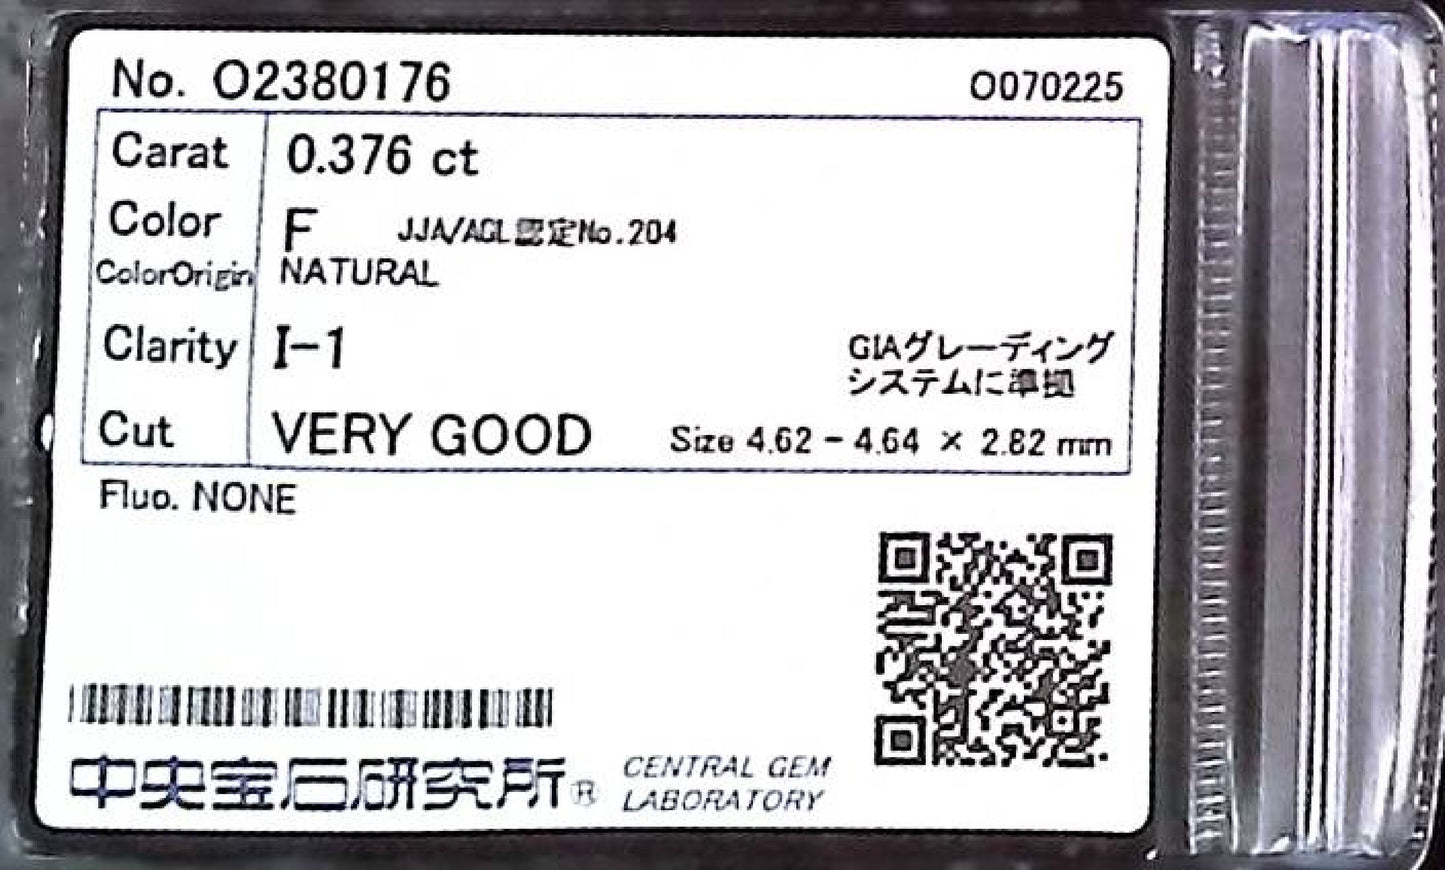 No. O2380176 O070225
Carat 0.376 ct
Color F JJA/AGL認定No.204
ColorOrigin NATURAL
Clarity I-1 GIAグレーディング
システムに準拠
Cut VERY GOOD Size 4.62 - 4.64 × 2.82 mm
Fluo. NONE
中央宝石研究所® CENTRAL GEM
LABORATORY